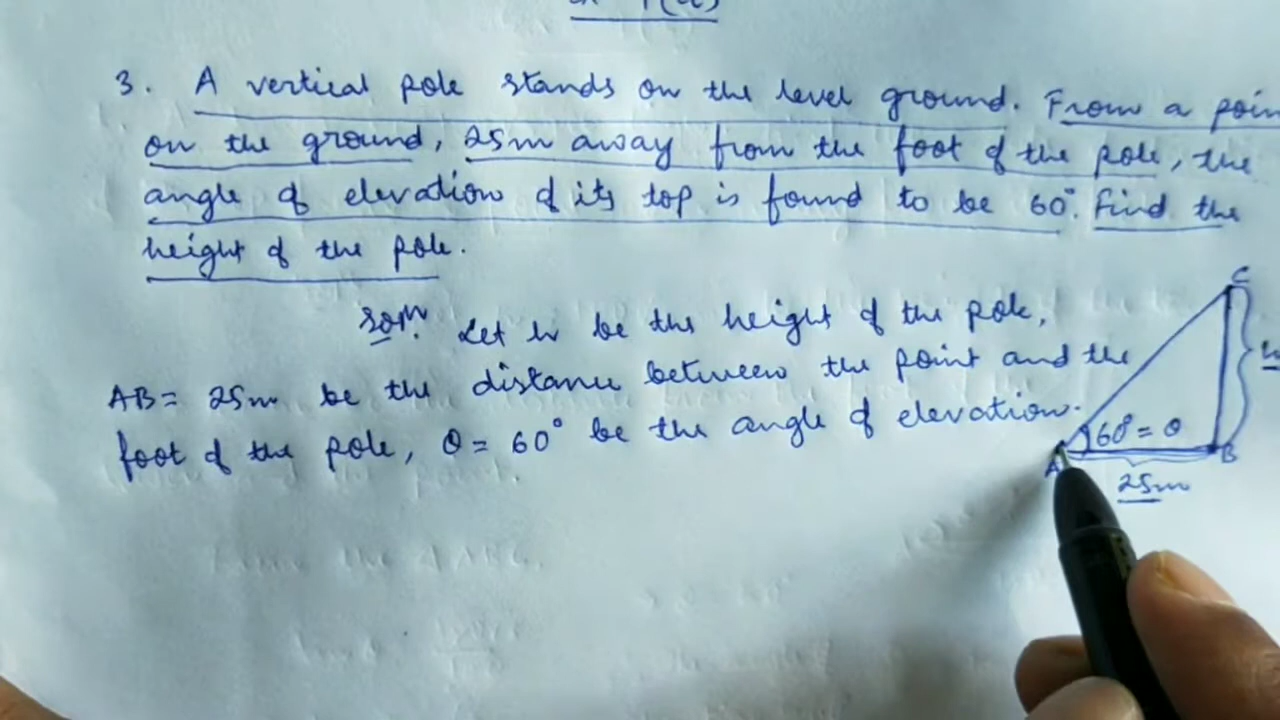 3. A vertical pole stands on the level ground. From a poin
on the ground, 25m away from the foot of the pole, the
angle of elevation of its top is found to be 60°. Find the
height of the pole.
Soln. Let h be the height of the pole,
AB = 25m be the distance between the point and the
foot of the pole, θ = 60° be the angle of elevation.
C
h
60° = θ
A
B
25m